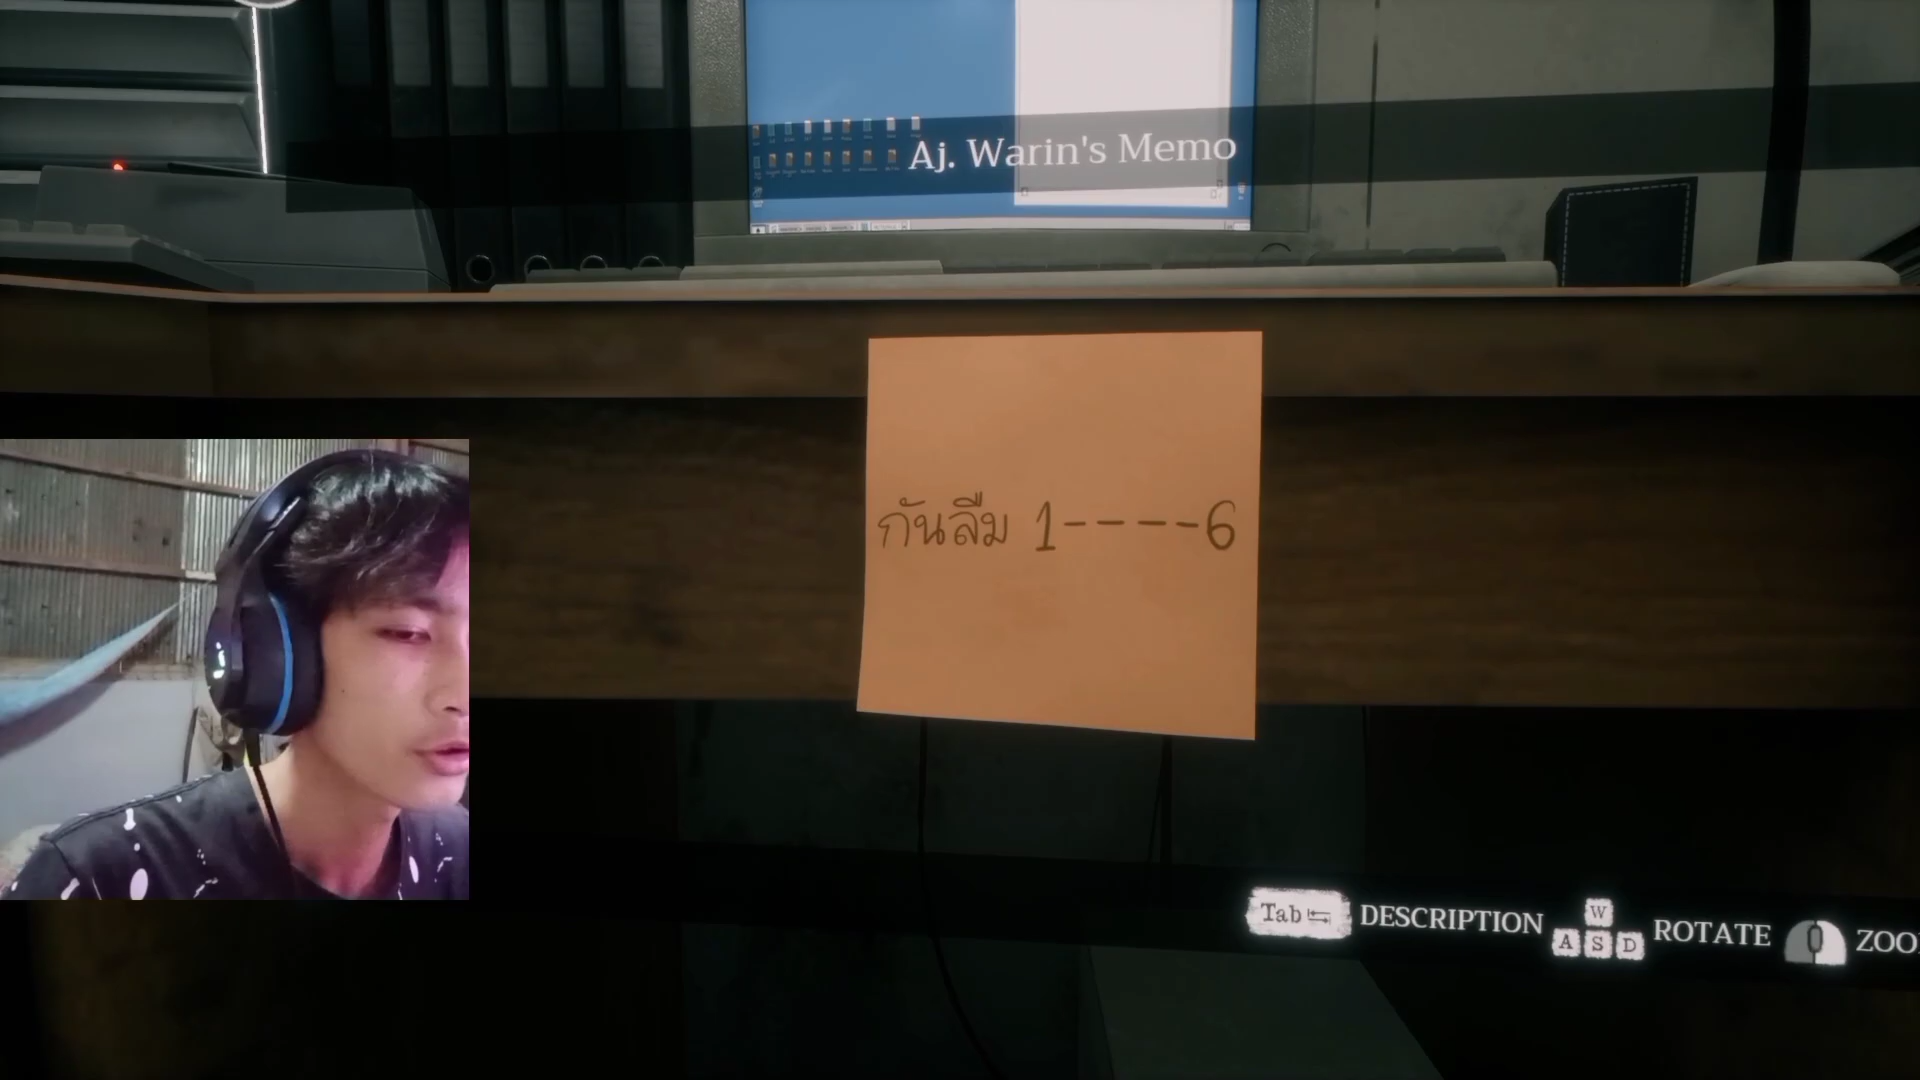 Aj. Warin's Memo
กันลืม 1----6
Tab DESCRIPTION W A S D ROTATE ZOO